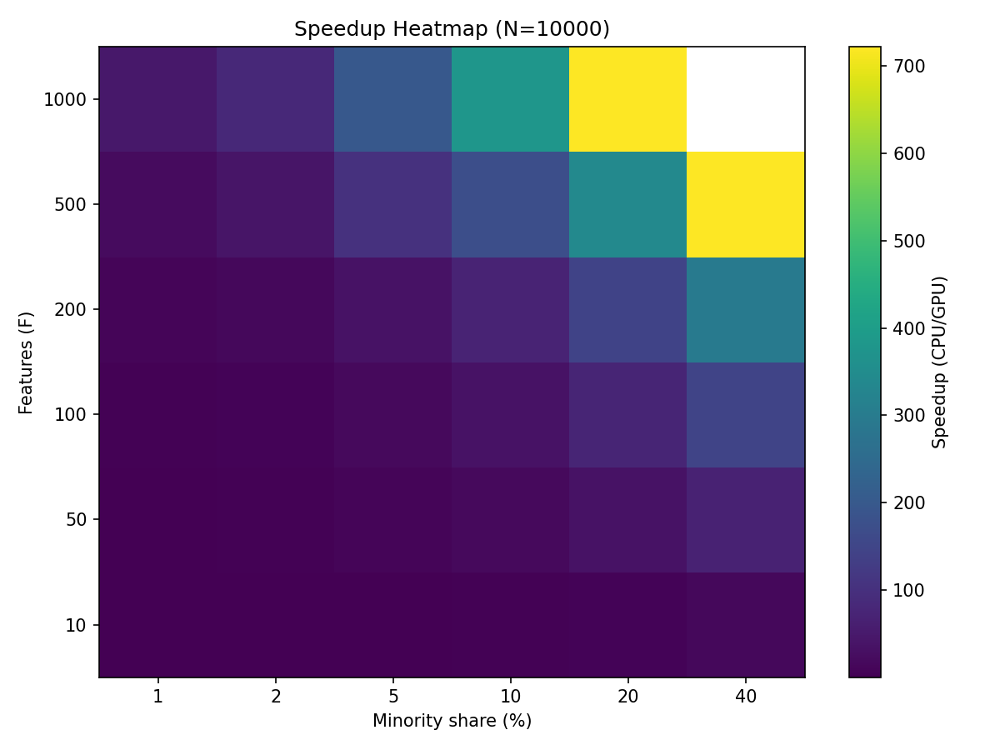 Speedup Heatmap (N=10000)
Features (F)
1000
500
200
100
50
10
1 2 5 10 20 40
Minority share (%)
700
600
500
400
300
200
100
Speedup (CPU/GPU)